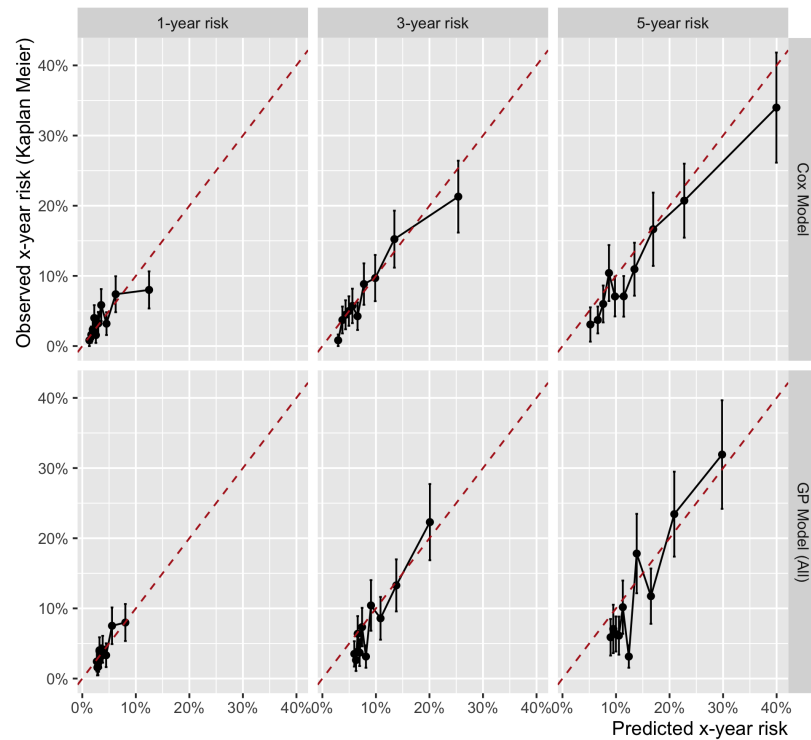 1-year risk 3-year risk 5-year risk
Observed x-year risk (Kaplan Meier)
40%
30%
20%
10%
0%
Cox Model
40%
30%
20%
10%
0%
GP Model (All)
0% 10% 20% 30% 40% 0% 10% 20% 30% 40% 0% 10% 20% 30% 40%
Predicted x-year risk